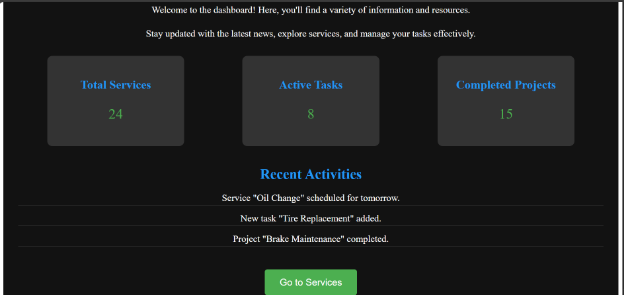 Welcome to the dashboard! Here, you'll find a variety of information and resources.
Stay updated with the latest news, explore services, and manage your tasks effectively.
Total Services
24
Active Tasks
8
Completed Projects
15
Recent Activities
Service "Oil Change" scheduled for tomorrow.
New task "Tire Replacement" added.
Project "Brake Maintenance" completed.
Go to Services